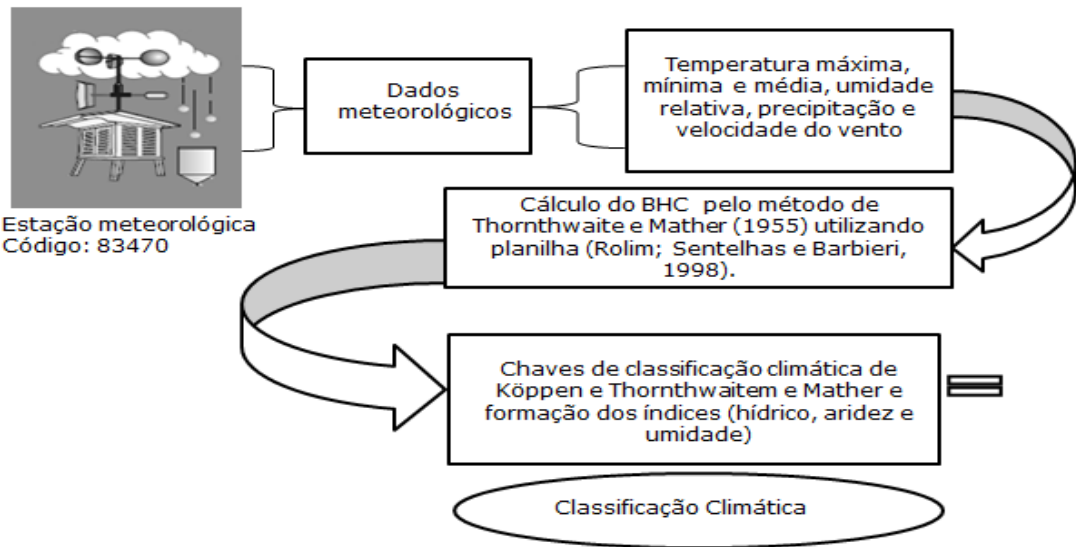 Estação meteorológica
Código: 83470
Dados
meteorológicos
Temperatura máxima,
mínima e média, umidade
relativa, precipitação e
velocidade do vento
Cálculo do BHC pelo método de
Thornthwaite e Mather (1955) utilizando
planilha (Rolim; Sentelhas e Barbieri,
1998).
Chaves de classificação climática de
Köppen e Thornthwaitem e Mather e
formação dos índices (hídrico, aridez e
umidade)
Classificação Climática